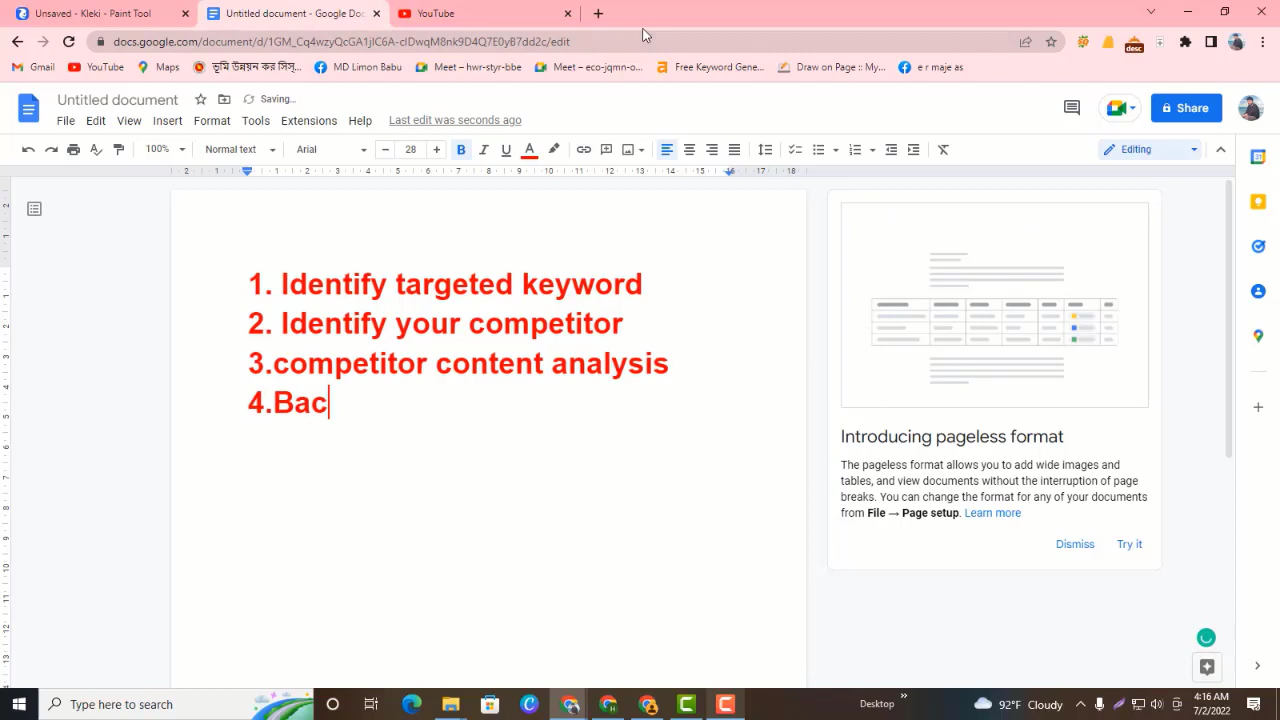 Unsaved - Kleki - Paint Tool
Untitled document - Google Doc
YouTube
docs.google.com/document/d/1GM_Cq4wzyQcGA1jIC6A-cIDwqM8nk9D4Q7E0yB7dd2c/edit
desc
Gmail
YouTube
Maps
ভূমি উন্নয়ন কর সিস্...
MD Limon Babu
Meet – hwr-styr-bbe
Meet – eco-jqmn-o...
Free Keyword Gene...
Draw on Page :: My...
e r maje as
Untitled document
Saving...
File Edit View Insert Format Tools Extensions Help
Last edit was seconds ago
Share
100%
Normal text
Arial
28
Editing
1. Identify targeted keyword
2. Identify your competitor
3.competitor content analysis
4.Bac
Introducing pageless format
The pageless format allows you to add wide images and
tables, and view documents without the interruption of page
breaks. You can change the format for any of your documents
from File → Page setup. Learn more
Dismiss Try it
Type here to search
Desktop
92°F Cloudy
4:16 AM
7/2/2022